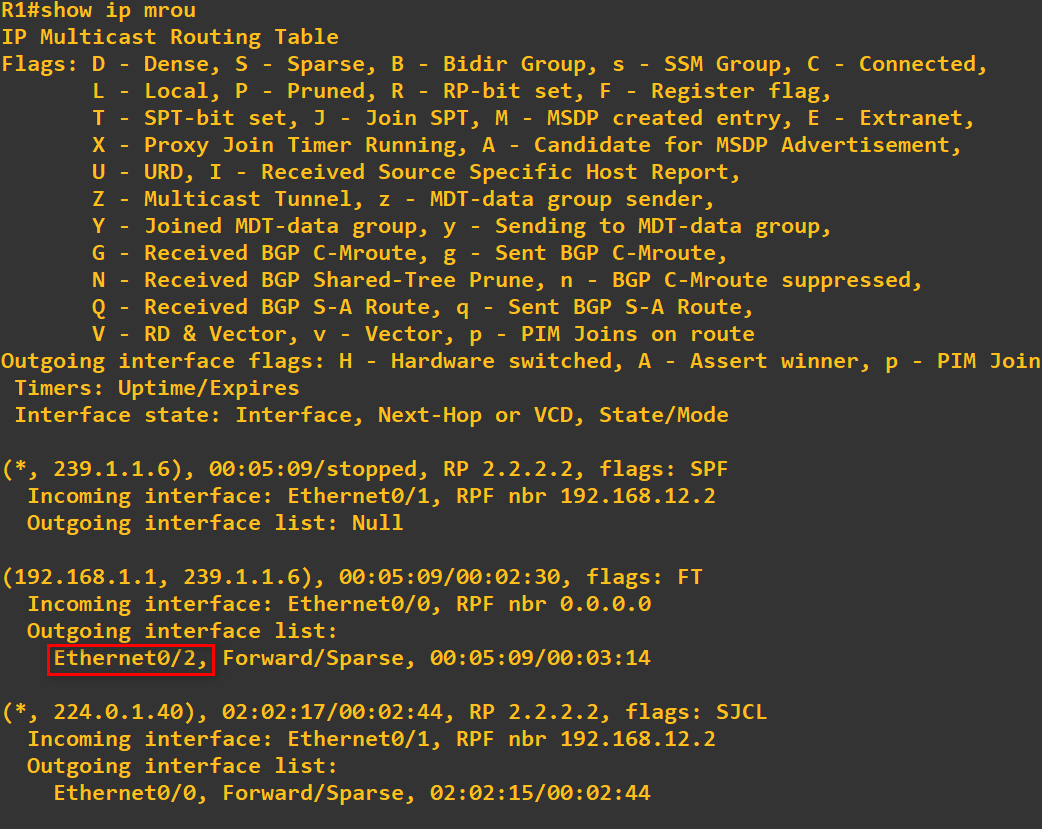 R1#show ip mrou
IP Multicast Routing Table
Flags: D - Dense, S - Sparse, B - Bidir Group, s - SSM Group, C - Connected,
       L - Local, P - Pruned, R - RP-bit set, F - Register flag,
       T - SPT-bit set, J - Join SPT, M - MSDP created entry, E - Extranet,
       X - Proxy Join Timer Running, A - Candidate for MSDP Advertisement,
       U - URD, I - Received Source Specific Host Report,
       Z - Multicast Tunnel, z - MDT-data group sender,
       Y - Joined MDT-data group, y - Sending to MDT-data group,
       G - Received BGP C-Mroute, g - Sent BGP C-Mroute,
       N - Received BGP Shared-Tree Prune, n - BGP C-Mroute suppressed,
       Q - Received BGP S-A Route, q - Sent BGP S-A Route,
       V - RD & Vector, v - Vector, p - PIM Joins on route
Outgoing interface flags: H - Hardware switched, A - Assert winner, p - PIM Join
 Timers: Uptime/Expires
 Interface state: Interface, Next-Hop or VCD, State/Mode

(*, 239.1.1.6), 00:05:09/stopped, RP 2.2.2.2, flags: SPF
  Incoming interface: Ethernet0/1, RPF nbr 192.168.12.2
  Outgoing interface list: Null

(192.168.1.1, 239.1.1.6), 00:05:09/00:02:30, flags: FT
  Incoming interface: Ethernet0/0, RPF nbr 0.0.0.0
  Outgoing interface list:
    Ethernet0/2, Forward/Sparse, 00:05:09/00:03:14

(*, 224.0.1.40), 02:02:17/00:02:44, RP 2.2.2.2, flags: SJCL
  Incoming interface: Ethernet0/1, RPF nbr 192.168.12.2
  Outgoing interface list:
    Ethernet0/0, Forward/Sparse, 02:02:15/00:02:44